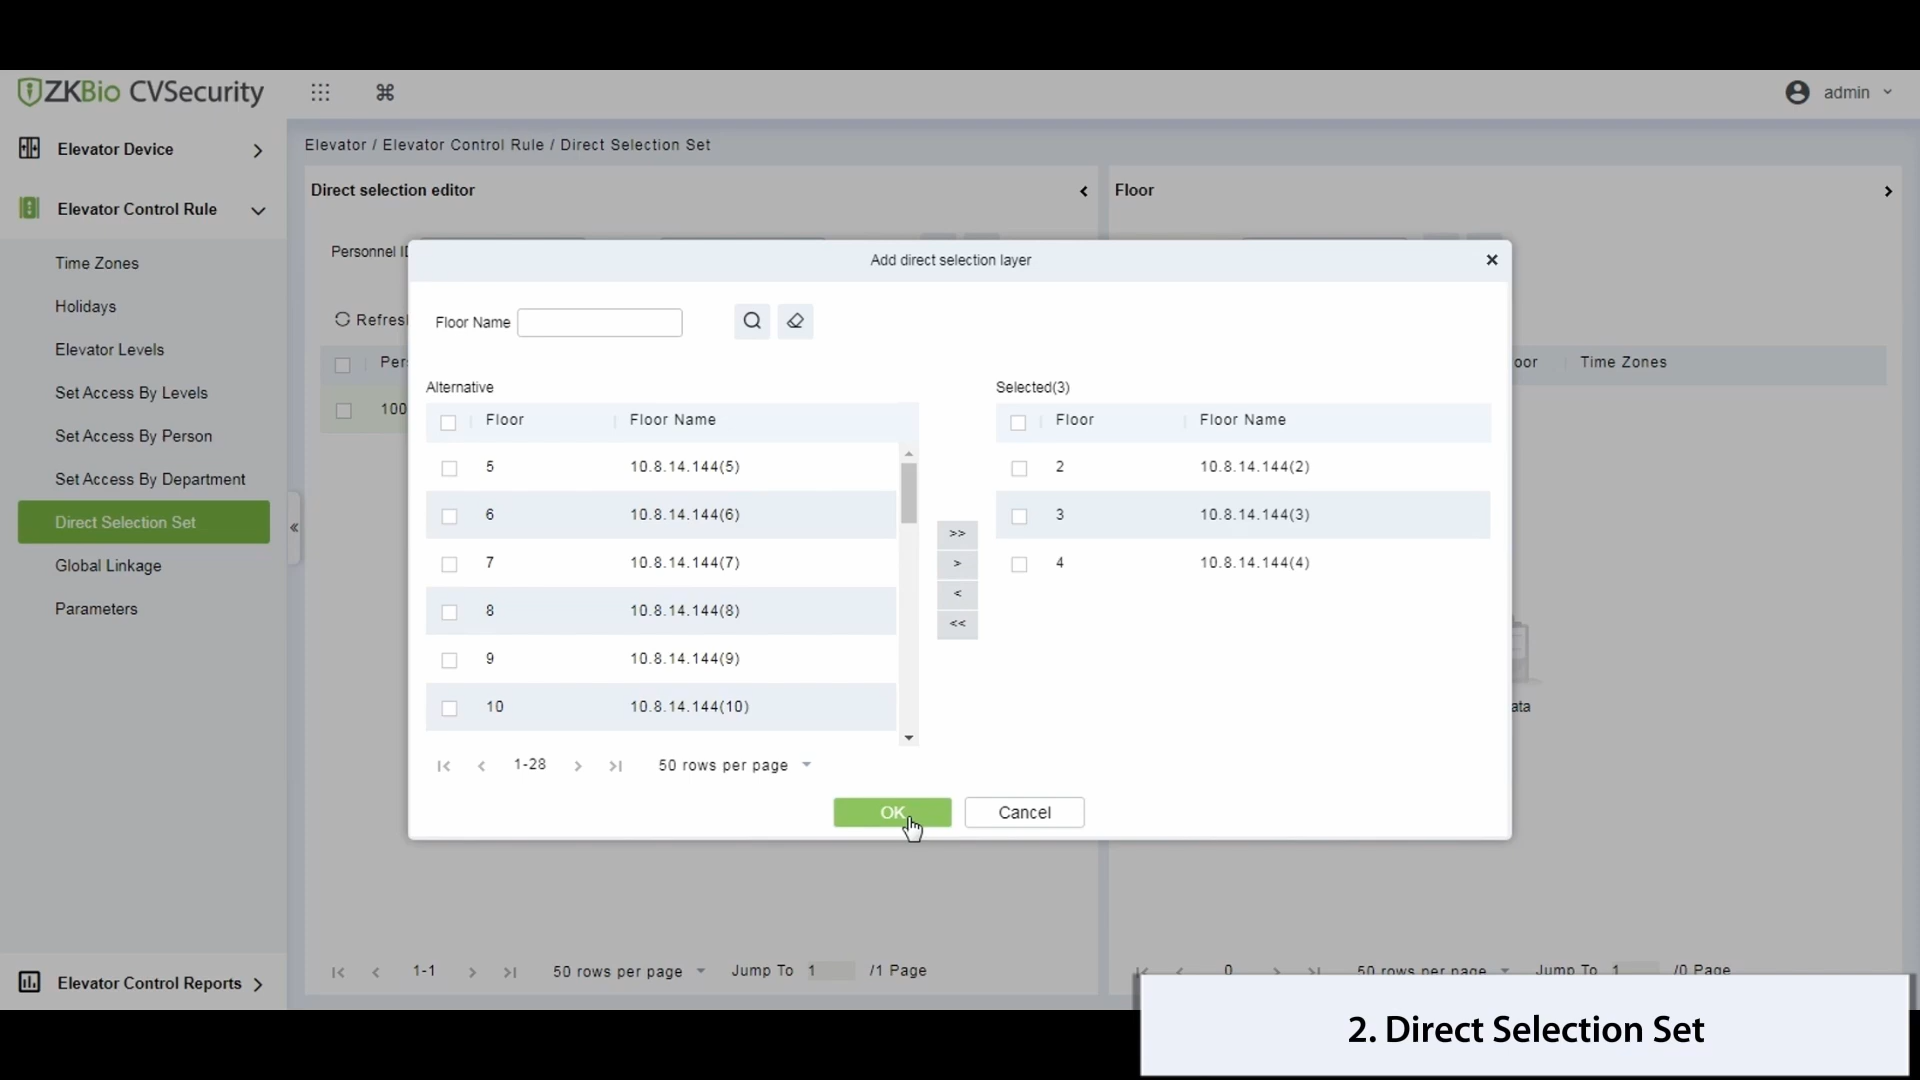 ZKBio CVSecurity
admin
Elevator Device
Elevator Control Rule
Time Zones
Holidays
Elevator Levels
Set Access By Levels
Set Access By Person
Set Access By Department
Direct Selection Set
Global Linkage
Parameters
Elevator Control Reports
Elevator / Elevator Control Rule / Direct Selection Set
Direct selection editor
Floor
Personnel ID
Refresh
Time Zones
100
Add direct selection layer
Floor Name
Alternative
Floor Floor Name
5 10.8.14.144(5)
6 10.8.14.144(6)
7 10.8.14.144(7)
8 10.8.14.144(8)
9 10.8.14.144(9)
10 10.8.14.144(10)
1-28 50 rows per page
>>
>
<
<<
Selected(3)
Floor Floor Name
2 10.8.14.144(2)
3 10.8.14.144(3)
4 10.8.14.144(4)
OK Cancel
1-1 50 rows per page Jump To 1 /1 Page
0 50 rows per page Jump To 1 /0 Page
2. Direct Selection Set